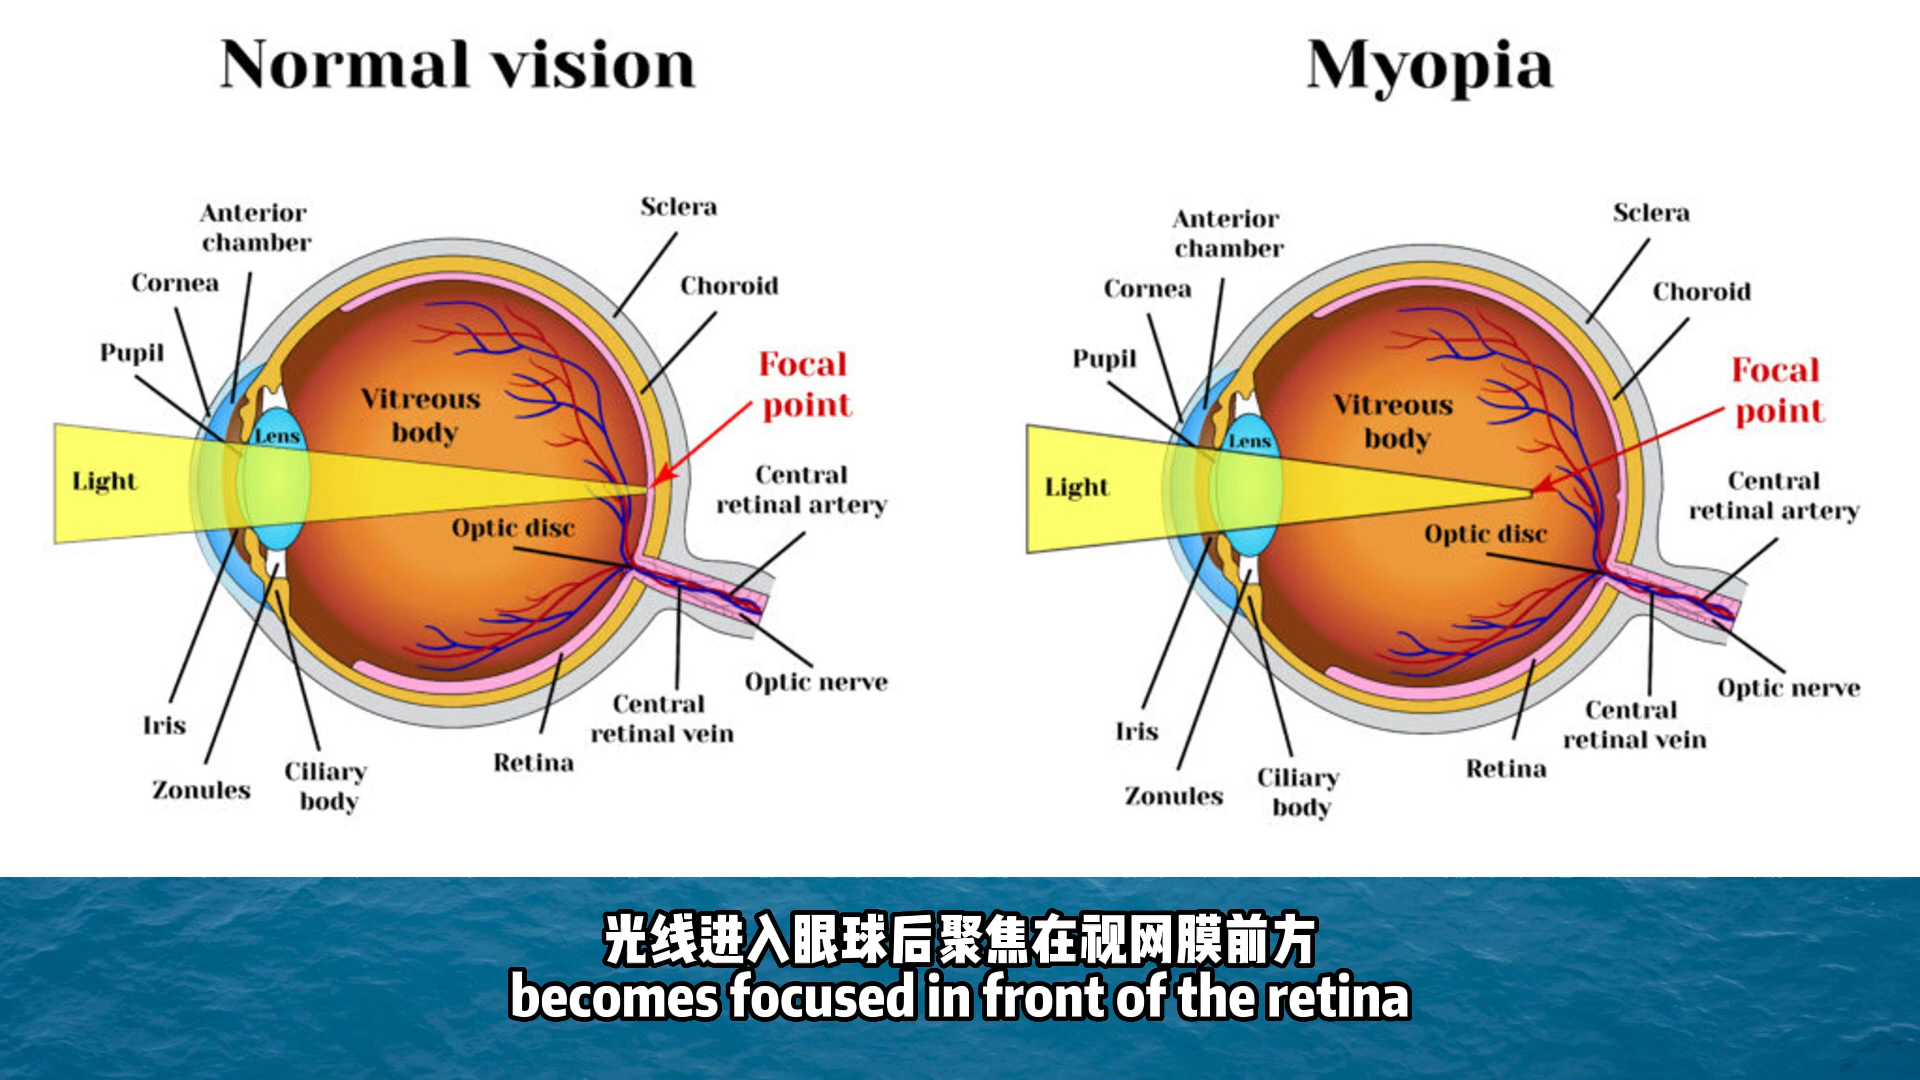 Normal vision
Anterior
chamber
Cornea
Pupil
Light
Lens
Vitreous
body
Sclera
Choroid
Focal
point
Central
retinal artery
Optic disc
Optic nerve
Central
retinal vein
Retina
Ciliary
body
Zonules
Iris
Myopia
Anterior
chamber
Cornea
Pupil
Light
Lens
Vitreous
body
Sclera
Choroid
Focal
point
Central
retinal artery
Optic disc
Optic nerve
Central
retinal vein
Retina
Ciliary
body
Zonules
Iris
光线进入眼球后聚焦在视网膜前方
becomes focused in front of the retina